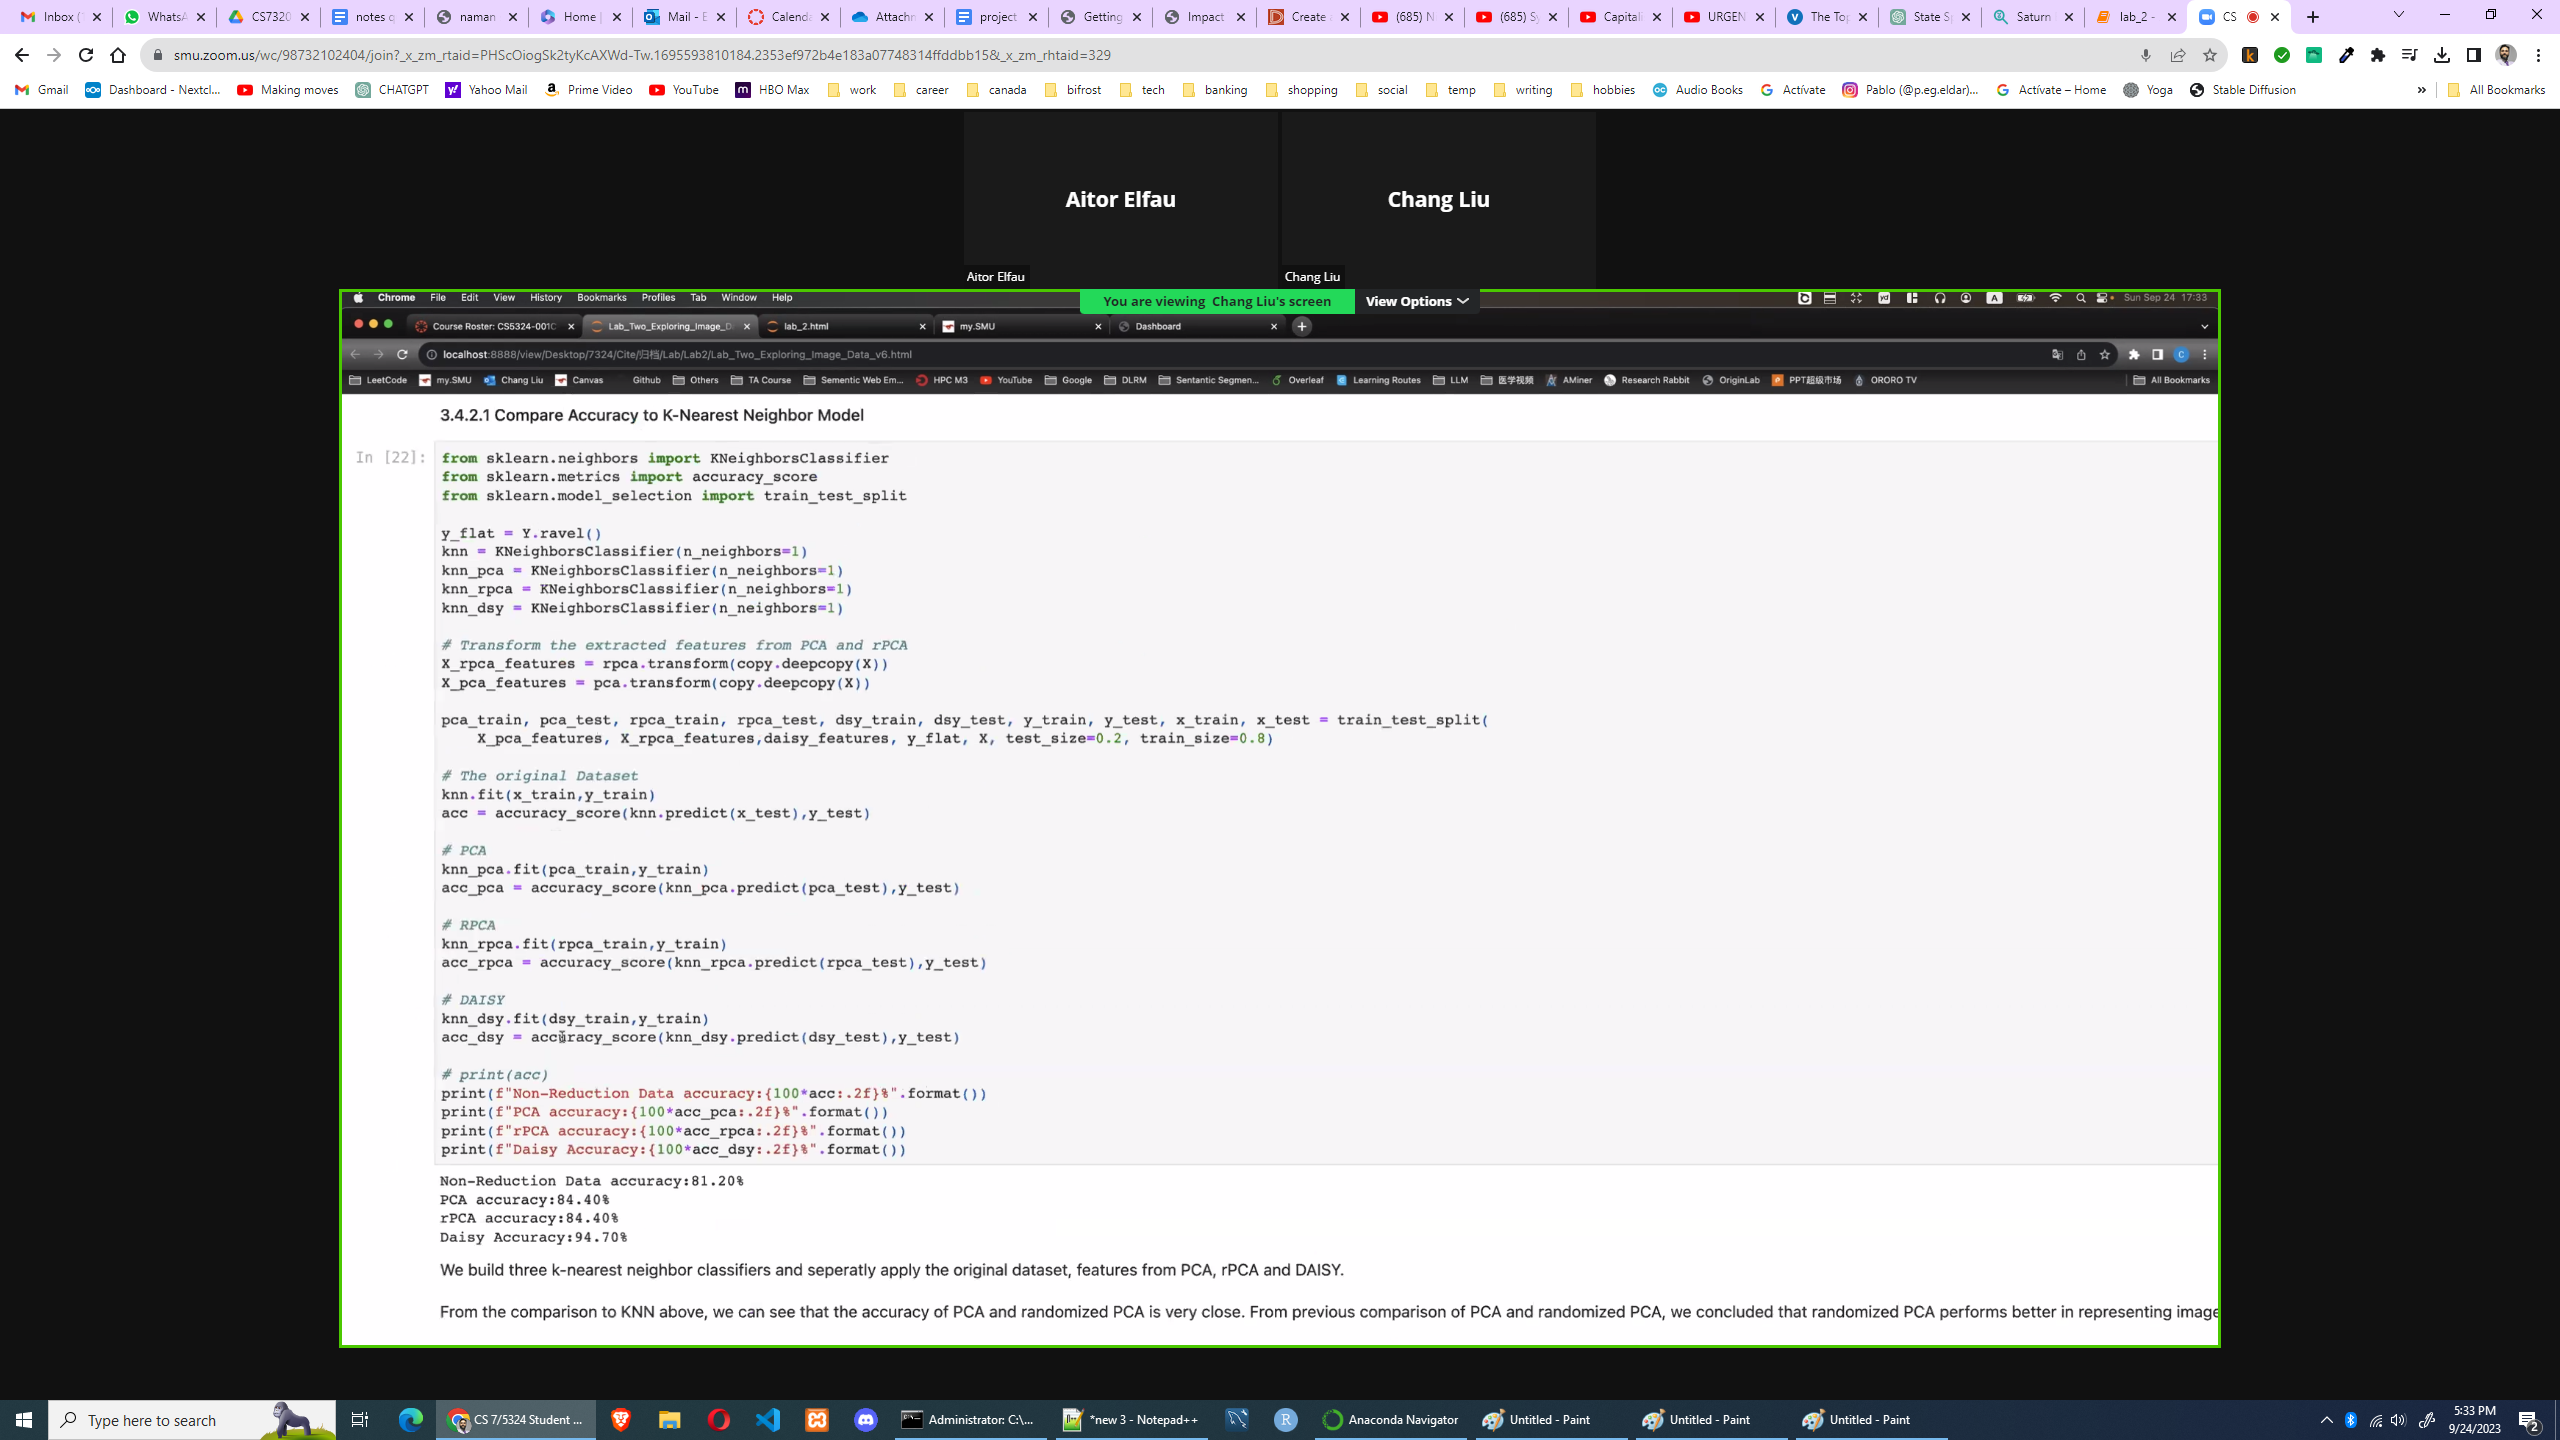 Inbox (
WhatsA
CS7320
notes q
naman
Home |
Mail - E
Calenda
Attachn
project
Getting
Impact
Create
(685) N
(685) S
Capitali
URGEN
The To
State S
Saturn
lab_2 -
CS
smu.zoom.us/wc/98732102404/join?_x_zm_rtaid=PHScOiogSk2tyKcAXWd-Tw.1695593810184.2353ef972b4e183a07748314ffddbb15&_x_zm_rhtaid=329
Gmail
Dashboard - Nextcl...
Making moves
CHATGPT
Yahoo Mail
Prime Video
YouTube
HBO Max
work
career
canada
bifrost
tech
banking
shopping
social
temp
writing
hobbies
Audio Books
Actívate
Pablo (@p.eg.eldar)...
Actívate – Home
Yoga
Stable Diffusion
»
All Bookmarks
Aitor Elfau
Chang Liu
Aitor Elfau
Chang Liu
Chrome File Edit View History Bookmarks Profiles Tab Window Help
You are viewing Chang Liu's screen
View Options
Sun Sep 24 17:33
Course Roster: CS5324-001C
Lab_Two_Exploring_Image_D
lab_2.html
my.SMU
Dashboard
localhost:8888/view/Desktop/7324/Cite/归档/Lab/Lab2/Lab_Two_Exploring_Image_Data_v6.html
LeetCode
my.SMU
Chang Liu
Canvas
Github
Others
TA Course
Sementic Web Em...
HPC M3
YouTube
Google
DLRM
Sentantic Segmen...
Overleaf
Learning Routes
LLM
医学视频
AMiner
Research Rabbit
OriginLab
PPT超级市场
ORORO TV
All Bookmarks
3.4.2.1 Compare Accuracy to K-Nearest Neighbor Model
In [22]:
from sklearn.neighbors import KNeighborsClassifier
from sklearn.metrics import accuracy_score
from sklearn.model_selection import train_test_split
y_flat = Y.ravel()
knn = KNeighborsClassifier(n_neighbors=1)
knn_pca = KNeighborsClassifier(n_neighbors=1)
knn_rpca = KNeighborsClassifier(n_neighbors=1)
knn_dsy = KNeighborsClassifier(n_neighbors=1)
# Transform the extracted features from PCA and rPCA
X_rpca_features = rpca.transform(copy.deepcopy(X))
X_pca_features = pca.transform(copy.deepcopy(X))
pca_train, pca_test, rpca_train, rpca_test, dsy_train, dsy_test, y_train, y_test, x_train, x_test = train_test_split(
X_pca_features, X_rpca_features,daisy_features, y_flat, X, test_size=0.2, train_size=0.8)
# The original Dataset
knn.fit(x_train,y_train)
acc = accuracy_score(knn.predict(x_test),y_test)
# PCA
knn_pca.fit(pca_train,y_train)
acc_pca = accuracy_score(knn_pca.predict(pca_test),y_test)
# RPCA
knn_rpca.fit(rpca_train,y_train)
acc_rpca = accuracy_score(knn_rpca.predict(rpca_test),y_test)
# DAISY
knn_dsy.fit(dsy_train,y_train)
acc_dsy = accuracy_score(knn_dsy.predict(dsy_test),y_test)
# print(acc)
print(f"Non-Reduction Data accuracy:{100*acc:.2f}%".format())
print(f"PCA accuracy:{100*acc_pca:.2f}%".format())
print(f"rPCA accuracy:{100*acc_rpca:.2f}%".format())
print(f"Daisy Accuracy:{100*acc_dsy:.2f}%".format())
Non-Reduction Data accuracy:81.20%
PCA accuracy:84.40%
rPCA accuracy:84.40%
Daisy Accuracy:94.70%
We build three k-nearest neighbor classifiers and seperatly apply the original dataset, features from PCA, rPCA and DAISY.
From the comparison to KNN above, we can see that the accuracy of PCA and randomized PCA is very close. From previous comparison of PCA and randomized PCA, we concluded that randomized PCA performs better in representing image
Type here to search
CS 7/5324 Student ...
Administrator: C:\...
*new 3 - Notepad++
Anaconda Navigator
Untitled - Paint
Untitled - Paint
Untitled - Paint
5:33 PM
9/24/2023
2